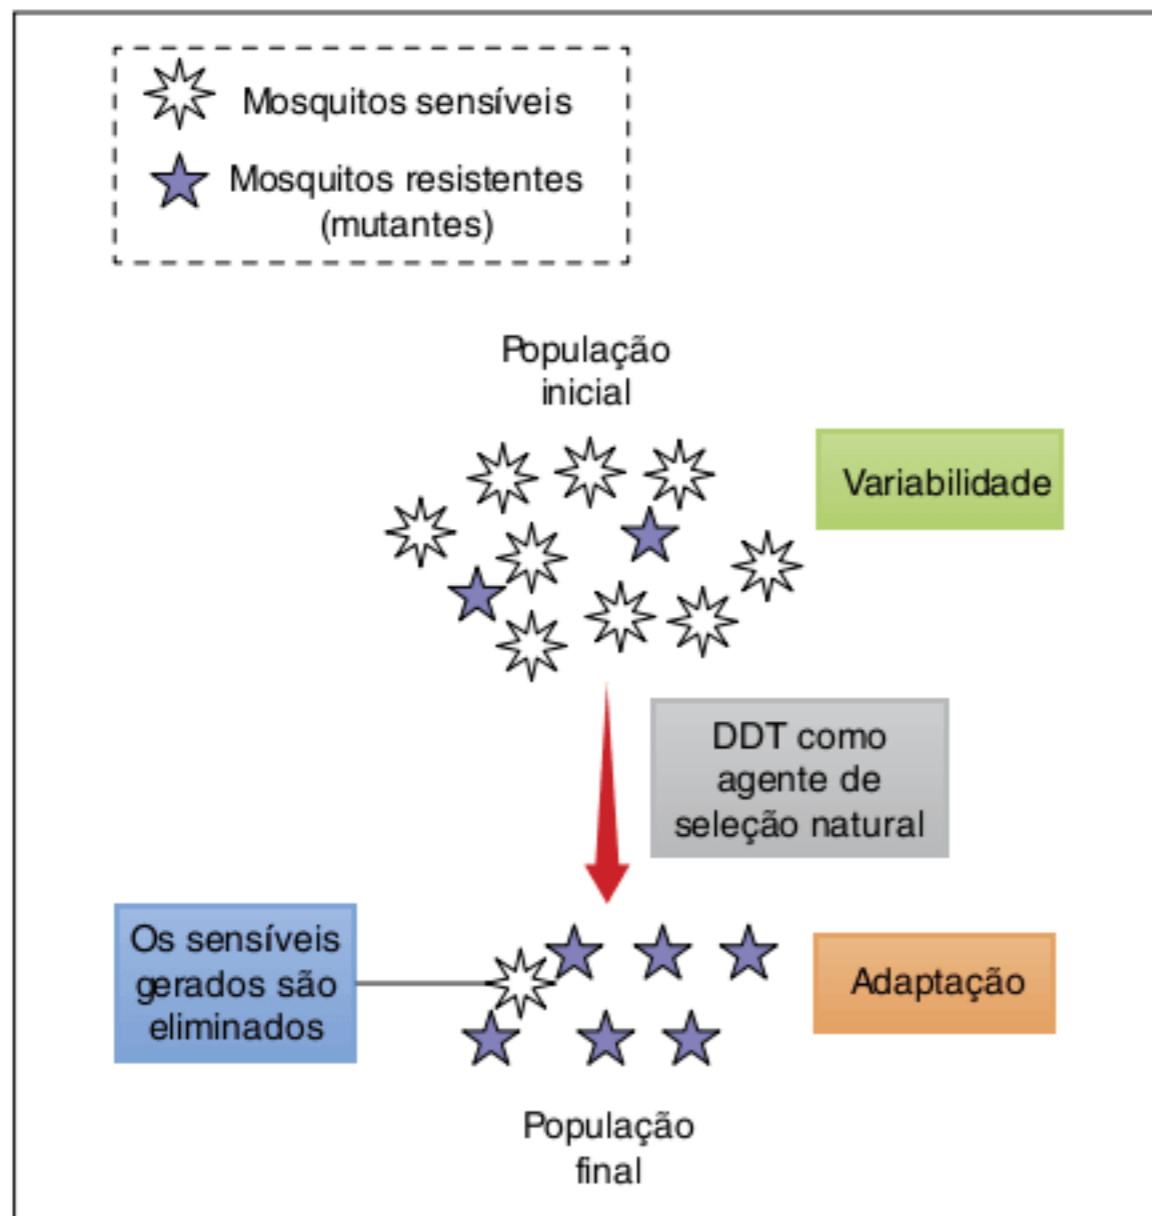 Mosquitos sensíveis
Mosquitos resistentes
(mutantes)
População
inicial
Variabilidade
DDT como
agente de
seleção natural
Os sensíveis
gerados são
eliminados
Adaptação
População
final